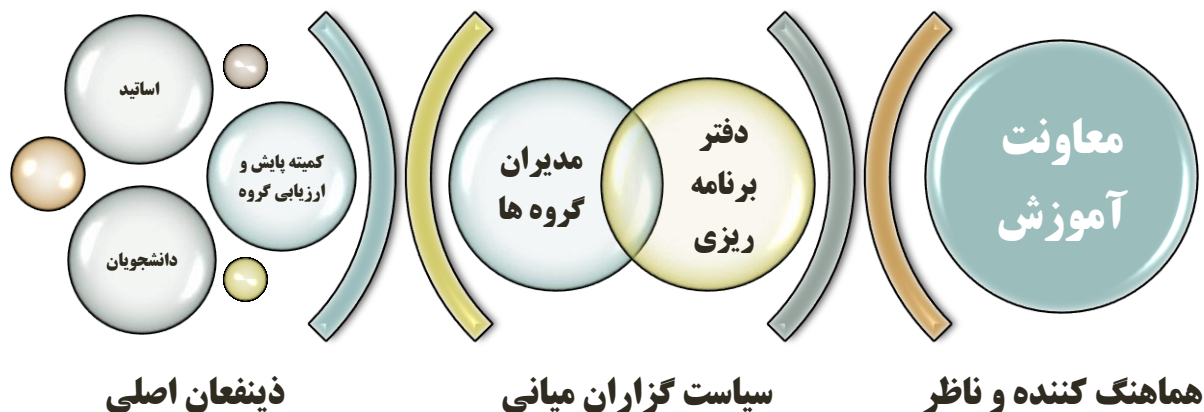 معاونت
آموزش
دفتر
برنامه
ریزی
مدیران
گروه ها
اساتید
کمیته پایش و
ارزیابی گروه
دانشجویان
هماهنگ کننده و ناظر
سیاست گزاران میانی
ذینفعان اصلی